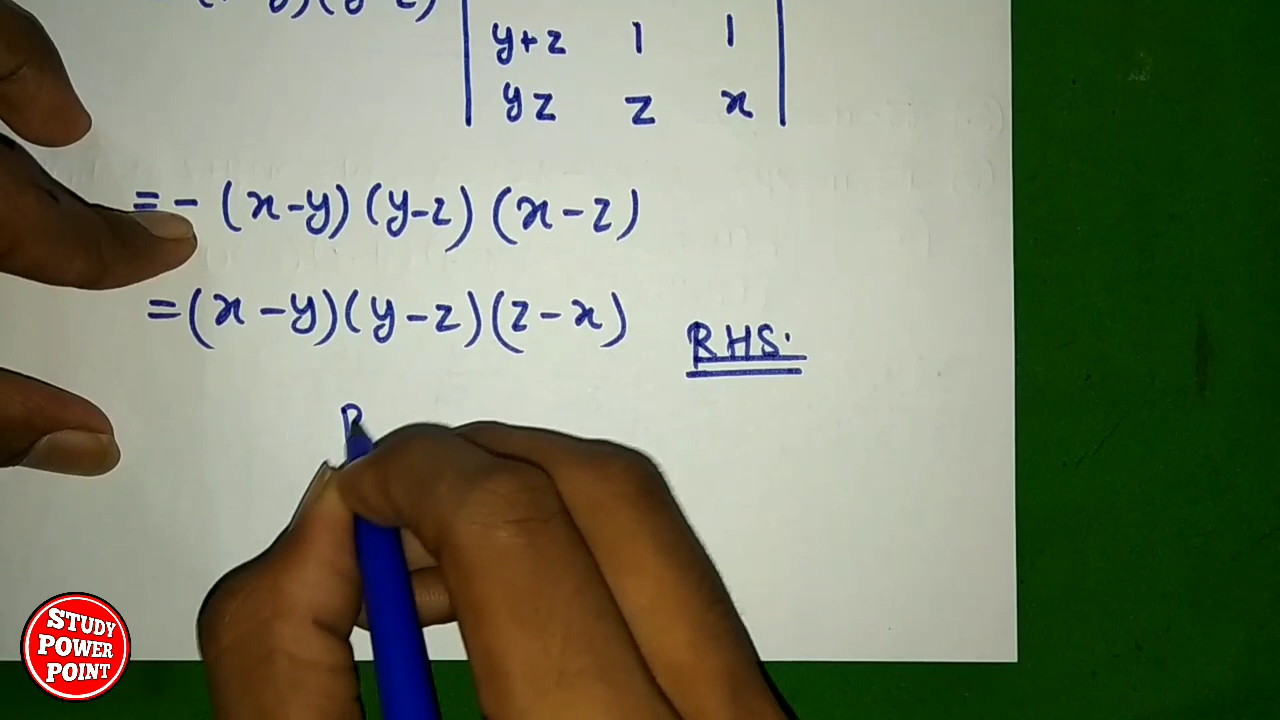 (x-y)(y-z)
y+z 1 1
yz z x
= - (x-y) (y-z) (x-z)
= (x-y)(y-z)(z-x)
RHS.
STUDY
POWER
POINT